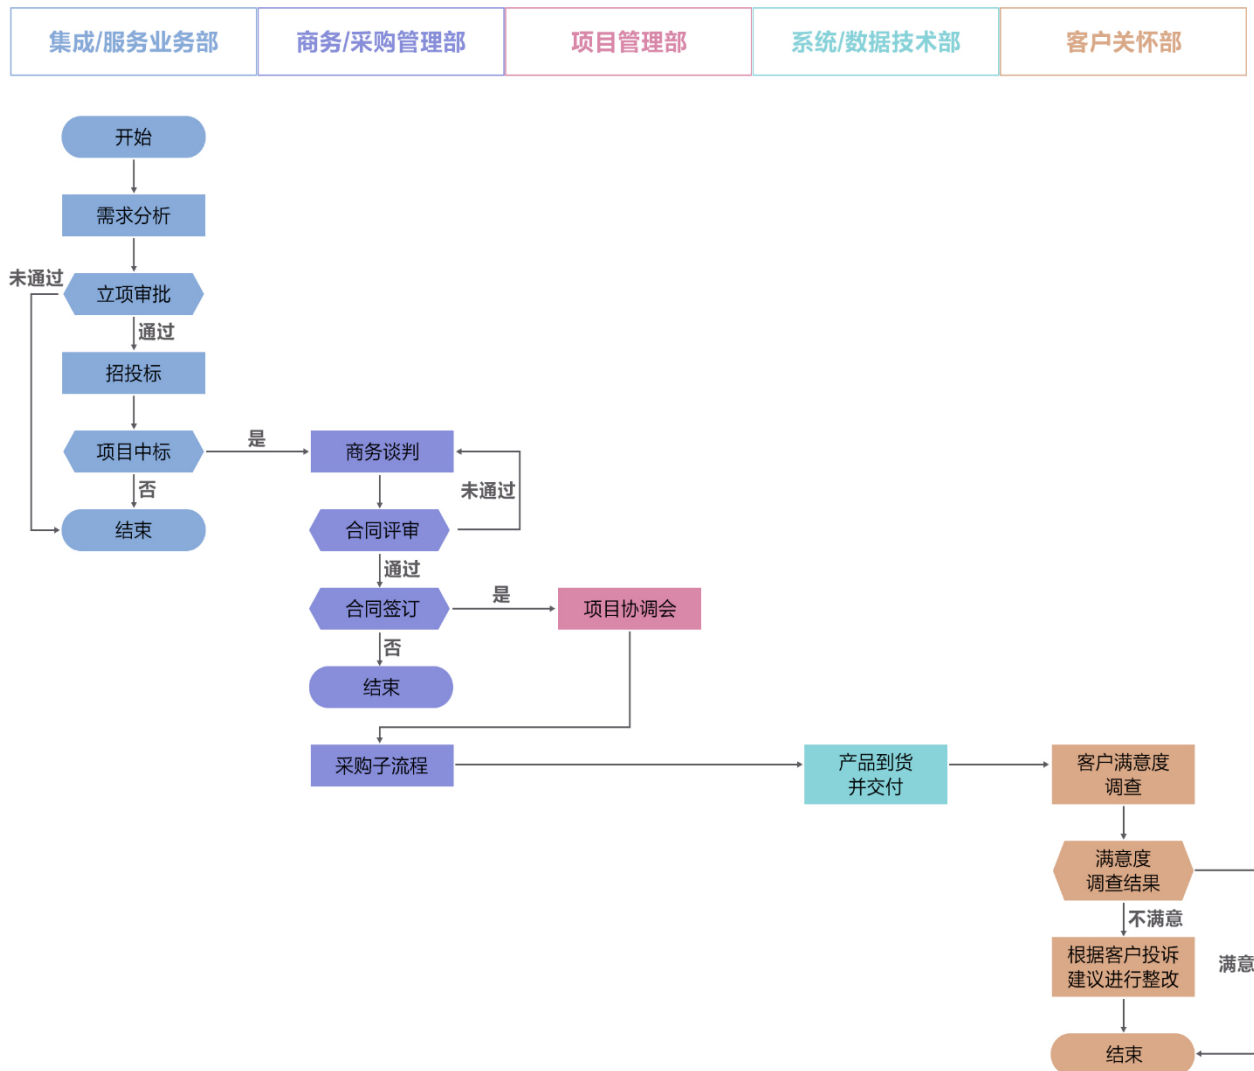 集成/服务业务部
商务/采购管理部
项目管理部
系统/数据技术部
客户关怀部
开始
需求分析
未通过
立项审批
通过
招投标
项目中标
是
商务谈判
否
未通过
结束
合同评审
通过
合同签订
是
项目协调会
否
结束
采购子流程
产品到货
并交付
客户满意度
调查
满意度
调查结果
不满意
根据客户投诉
建议进行整改
满意
结束